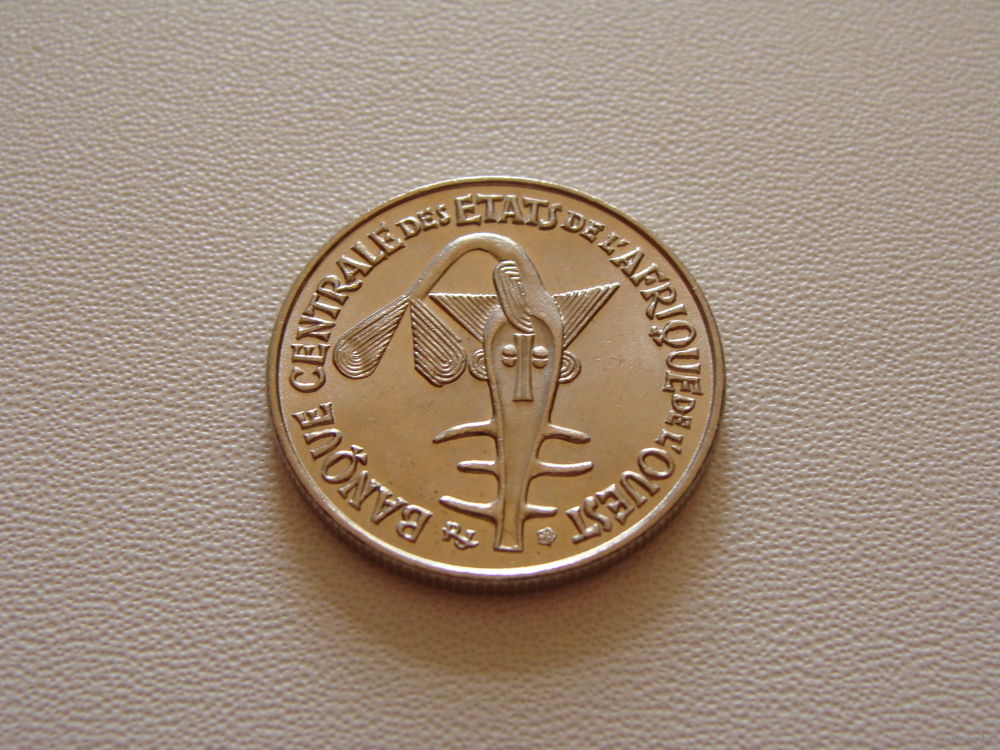 BANQUE CENTRALE DES ETATS DE L'AFRIQUE DE L'OUEST